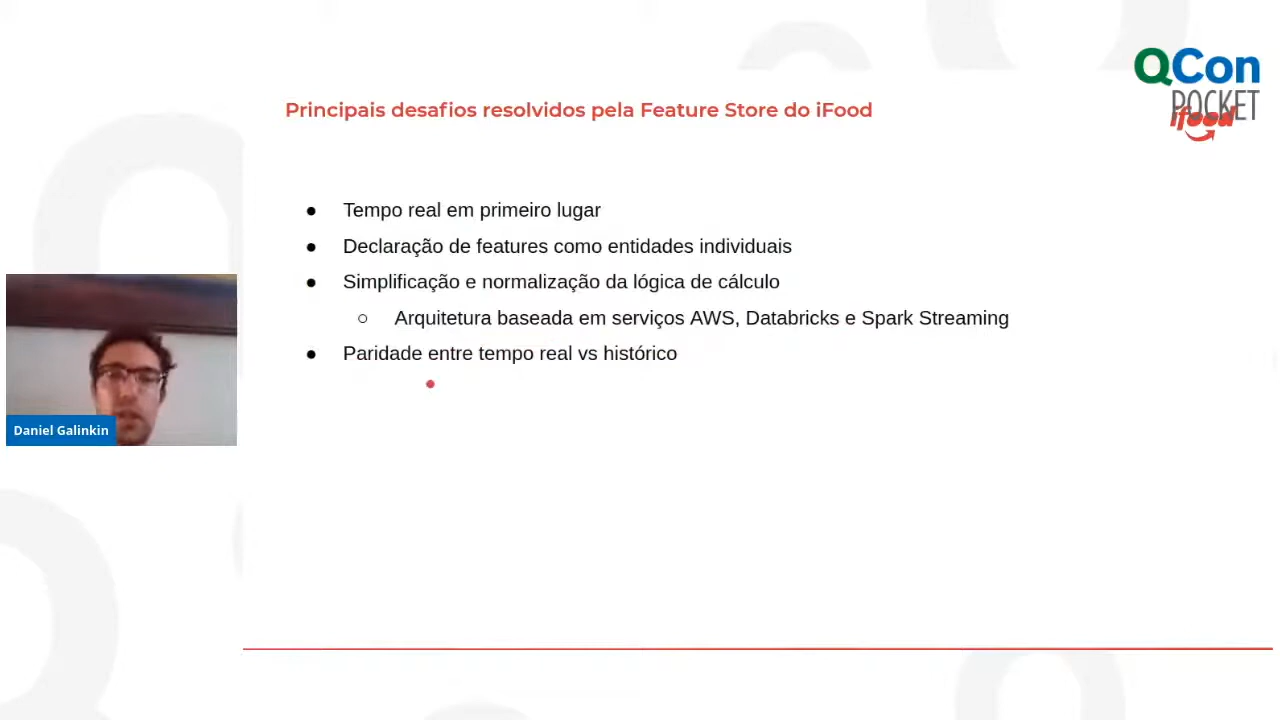 QCon
POCKET
ifood
Principais desafios resolvidos pela Feature Store do iFood
● Tempo real em primeiro lugar
● Declaração de features como entidades individuais
● Simplificação e normalização da lógica de cálculo
○ Arquitetura baseada em serviços AWS, Databricks e Spark Streaming
● Paridade entre tempo real vs histórico
Daniel Galinkin